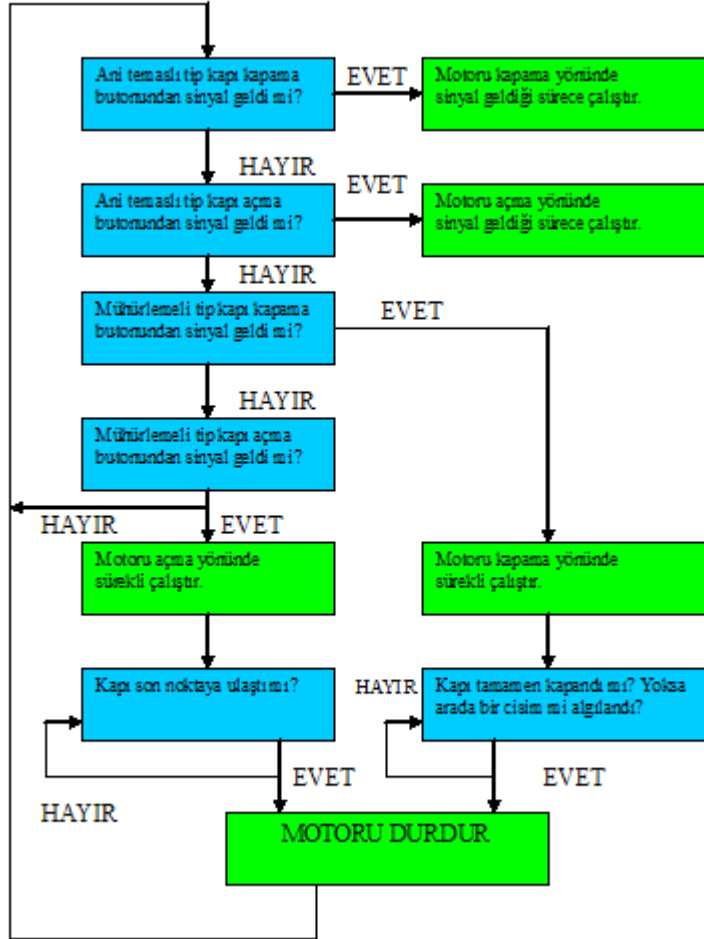 Ani temaslı tip kapı kapama
butonundan sinyal geldi mi?
EVET
Motoru kapama yönünde
sinyal geldiği sürece çalıştır.
HAYIR
Ani temaslı tip kapı açma
butonundan sinyal geldi mi?
EVET
Motoru açma yönünde
sinyal geldiği sürece çalıştır.
HAYIR
Mühürlemeli tip kapı kapama
butonundan sinyal geldi mi?
EVET
HAYIR
Mühürlemeli tip kapı açma
butonundan sinyal geldi mi?
HAYIR
EVET
Motoru açma yönünde
sürekli çalıştır.
Motoru kapama yönünde
sürekli çalıştır.
Kapı son noktaya ulaştı mı?
HAYIR
Kapı tamamen kapandı mı? Yoksa
arada bir cisim mi algılandı?
EVET
EVET
HAYIR
MOTORU DURDUR